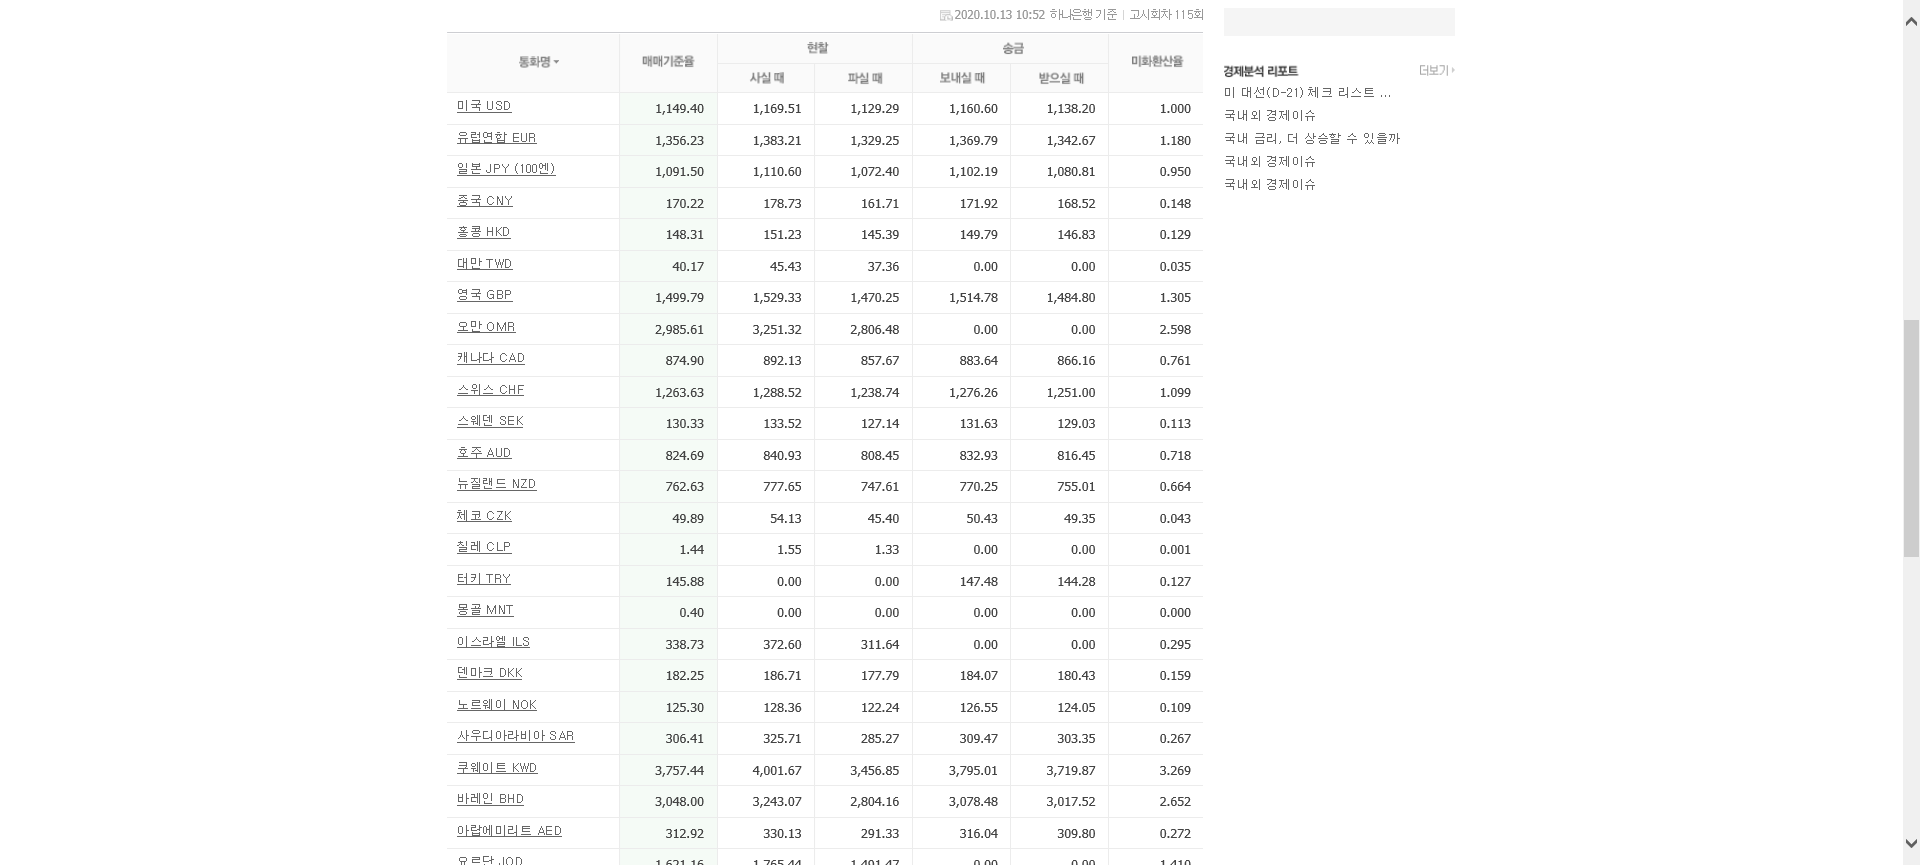 2020.10.13 10:52 하나은행 기준 고시회차 115회
통화명 매매기준율 현찰 송금 미화환산율
사실 때 파실 때 보내실 때 받으실 때
미국 USD 1,149.40 1,169.51 1,129.29 1,160.60 1,138.20 1.000
유럽연합 EUR 1,356.23 1,383.21 1,329.25 1,369.79 1,342.67 1.180
일본 JPY (100엔) 1,091.50 1,110.60 1,072.40 1,102.19 1,080.81 0.950
중국 CNY 170.22 178.73 161.71 171.92 168.52 0.148
홍콩 HKD 148.31 151.23 145.39 149.79 146.83 0.129
대만 TWD 40.17 45.43 37.36 0.00 0.00 0.035
영국 GBP 1,499.79 1,529.33 1,470.25 1,514.78 1,484.80 1.305
오만 OMR 2,985.61 3,251.32 2,806.48 0.00 0.00 2.598
캐나다 CAD 874.90 892.13 857.67 883.64 866.16 0.761
스위스 CHF 1,263.63 1,288.52 1,238.74 1,276.26 1,251.00 1.099
스웨덴 SEK 130.33 133.52 127.14 131.63 129.03 0.113
호주 AUD 824.69 840.93 808.45 832.93 816.45 0.718
뉴질랜드 NZD 762.63 777.65 747.61 770.25 755.01 0.664
체코 CZK 49.89 54.13 45.40 50.43 49.35 0.043
칠레 CLP 1.44 1.55 1.33 0.00 0.00 0.001
터키 TRY 145.88 0.00 0.00 147.48 144.28 0.127
몽골 MNT 0.40 0.00 0.00 0.00 0.00 0.000
이스라엘 ILS 338.73 372.60 311.64 0.00 0.00 0.295
덴마크 DKK 182.25 186.71 177.79 184.07 180.43 0.159
노르웨이 NOK 125.30 128.36 122.24 126.55 124.05 0.109
사우디아라비아 SAR 306.41 325.71 285.27 309.47 303.35 0.267
쿠웨이트 KWD 3,757.44 4,001.67 3,456.85 3,795.01 3,719.87 3.269
바레인 BHD 3,048.00 3,243.07 2,804.16 3,078.48 3,017.52 2.652
아랍에미리트 AED 312.92 330.13 291.33 316.04 309.80 0.272
요르단 JOD 1,621.16 1,765.44 1,491.47 0.00 0.00 1.410
경제분석 리포트 더보기
미 대선(D-21) 체크 리스트 ...
국내외 경제이슈
국내 금리, 더 상승할 수 있을까
국내외 경제이슈
국내외 경제이슈